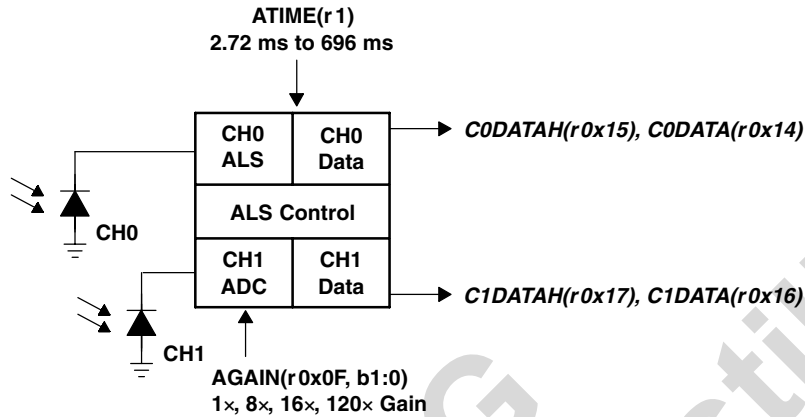 ATIME(r1)
2.72 ms to 696 ms
CH0
ALS
CH0
Data
C0DATAH(r0x15), C0DATA(r0x14)
ALS Control
CH0
CH1
ADC
CH1
Data
C1DATAH(r0x17), C1DATA(r0x16)
CH1
AGAIN(r0x0F, b1:0)
1×, 8×, 16×, 120× Gain